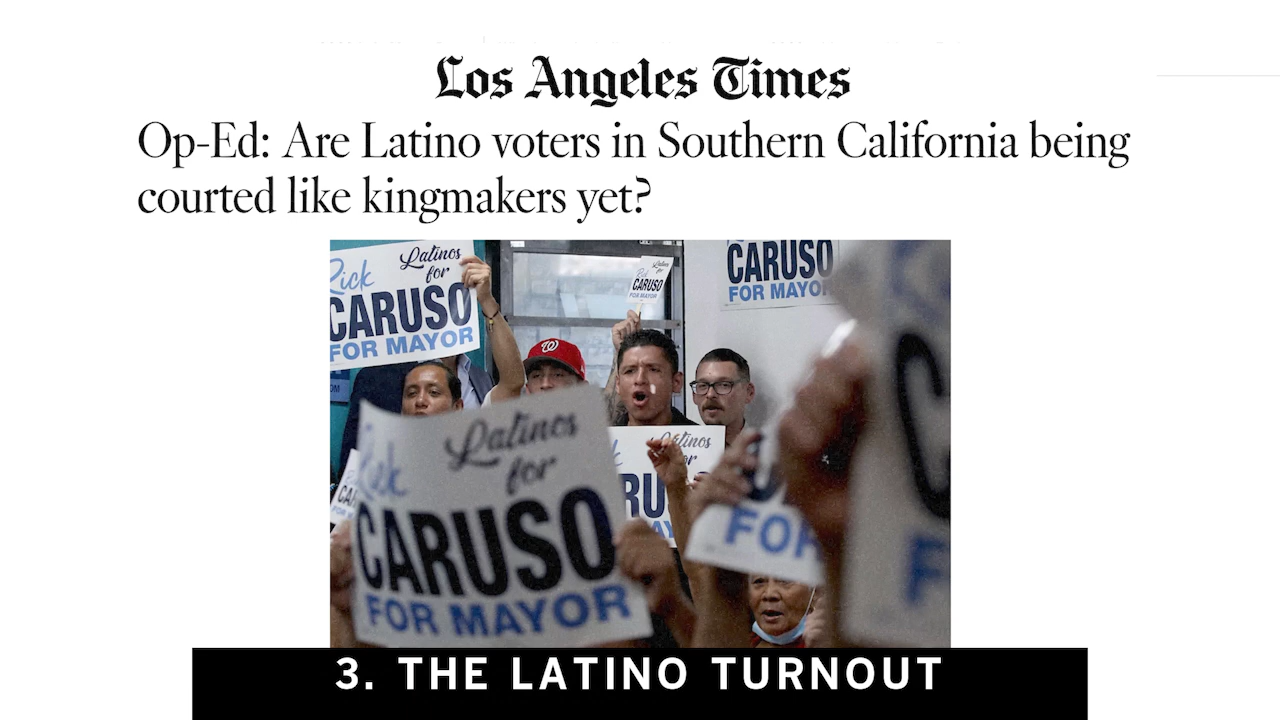 Los Angeles Times
Op-Ed: Are Latino voters in Southern California being
courted like kingmakers yet?
Rick
Latinos
for
CARUSO
FOR MAYOR
Latinos
for
CARUSO
FOR MAYOR
CARUSO
FOR MAYOR
W
Latinos
for
CARUSO
FOR MAYOR
Latinos
FOR
3. THE LATINO TURNOUT